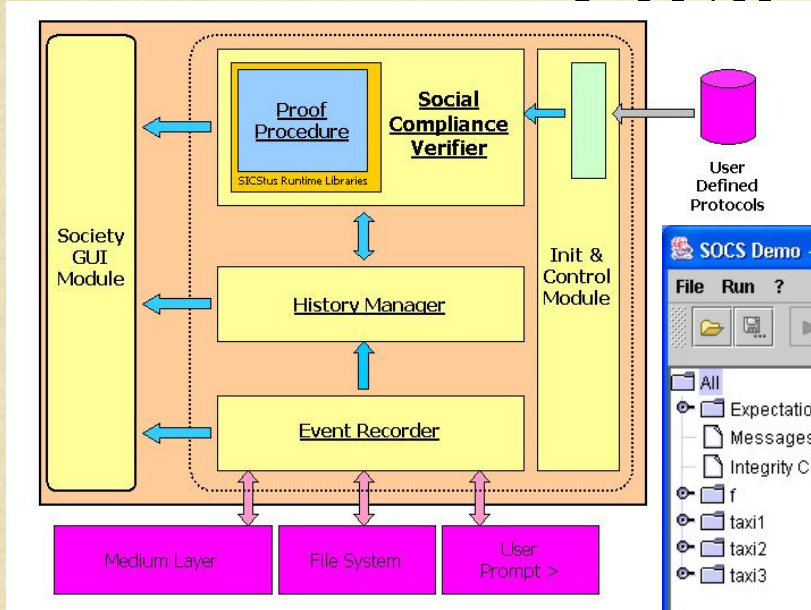 Proof
Procedure
SICStus Runtime Libraries
Social
Compliance
Verifier
User
Defined
Protocols
Society
GUI
Module
Init &
Control
Module
History Manager
Event Recorder
Medium Layer
File System
User
Prompt >
SOCS Demo -
File Run ?
All
Expectatio
Messages
Integrity C
f
taxi1
taxi2
taxi3